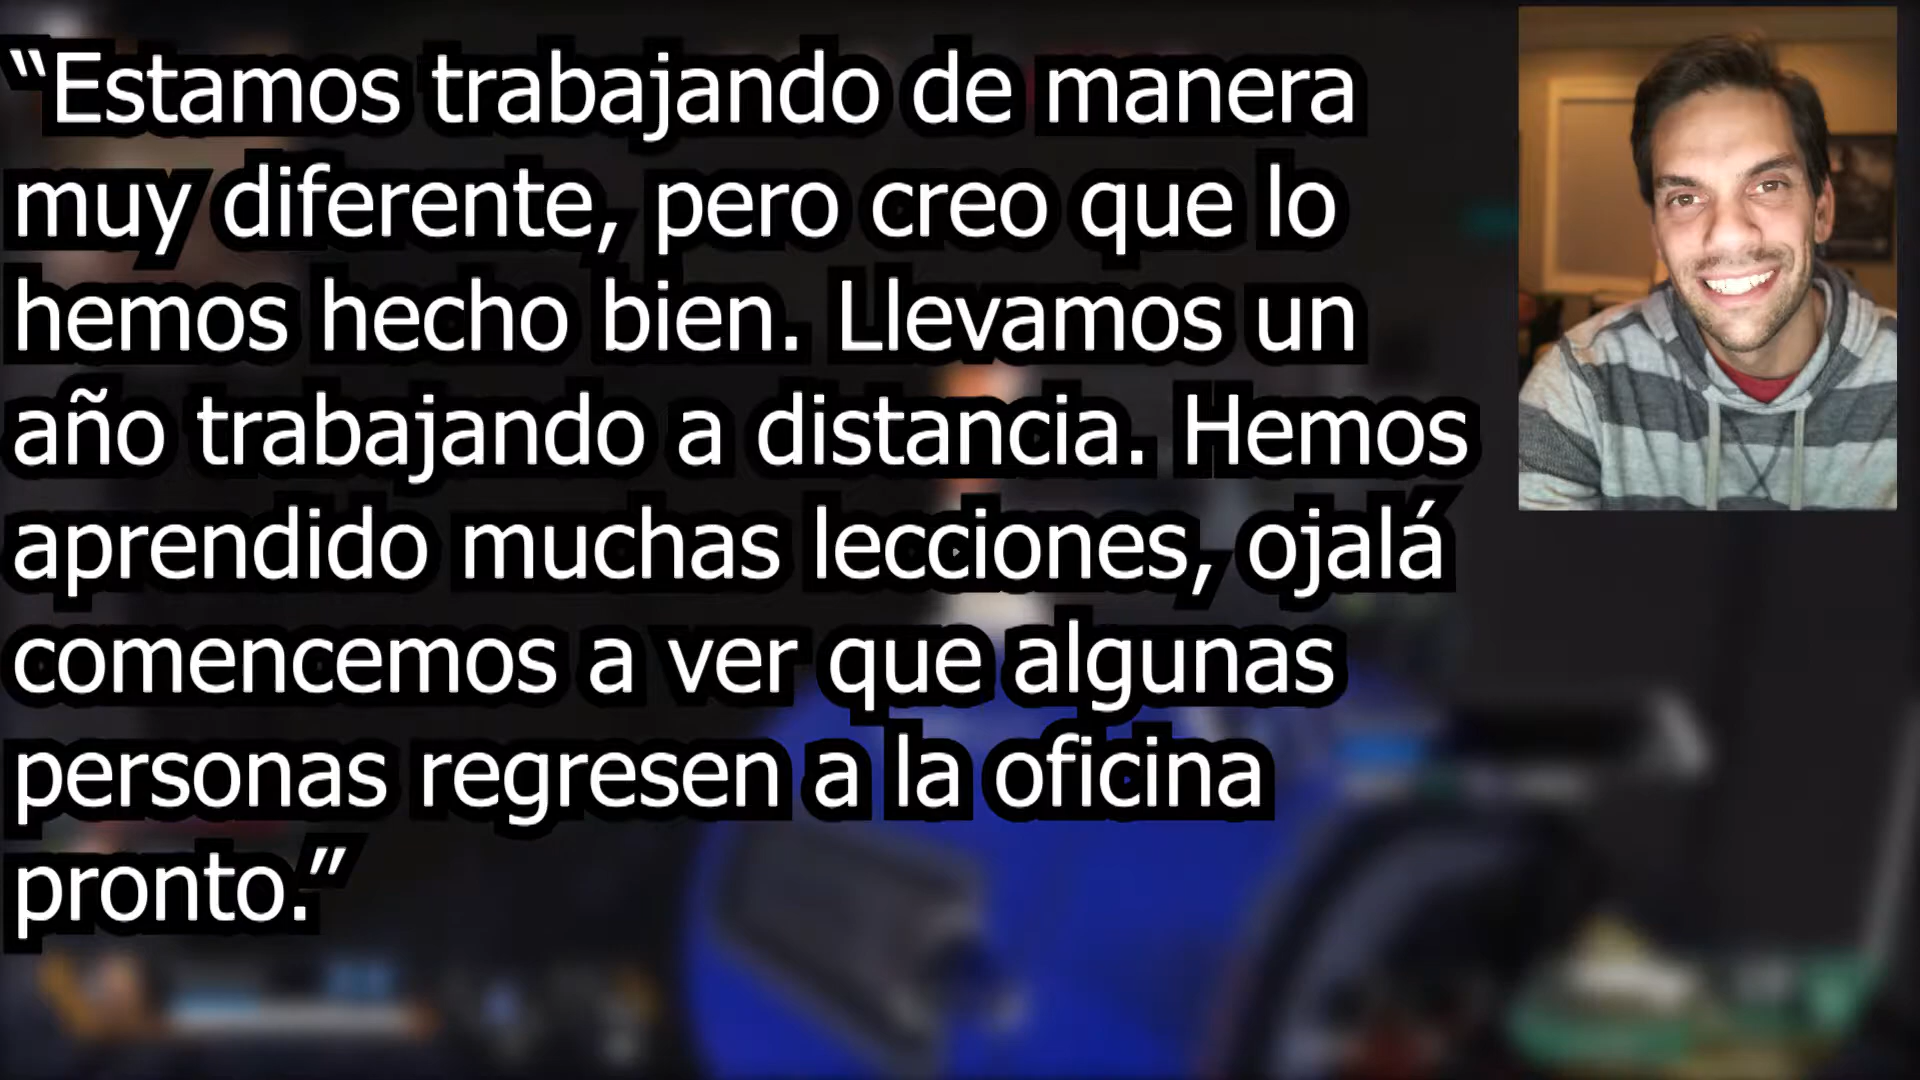 “Estamos trabajando de manera
muy diferente, pero creo que lo
hemos hecho bien. Llevamos un
año trabajando a distancia. Hemos
aprendido muchas lecciones, ojalá
comencemos a ver que algunas
personas regresen a la oficina
pronto.”